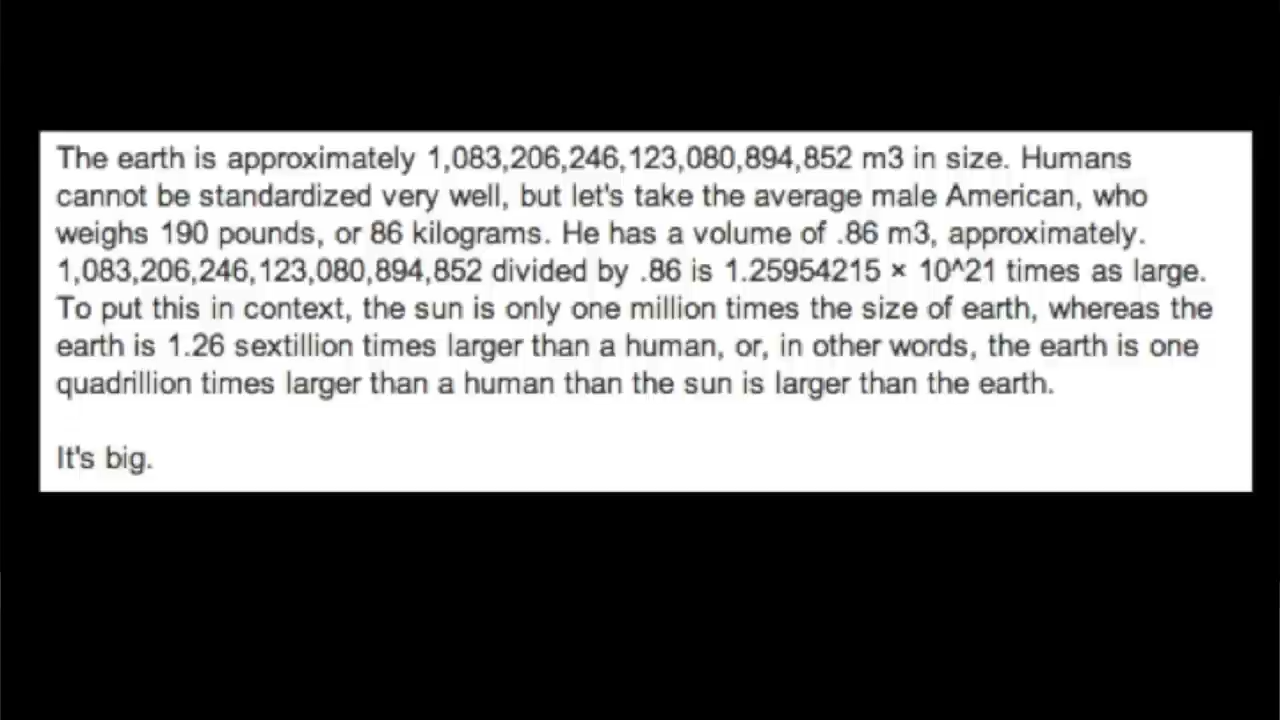 The earth is approximately 1,083,206,246,123,080,894,852 m3 in size. Humans
cannot be standardized very well, but let's take the average male American, who
weighs 190 pounds, or 86 kilograms. He has a volume of .86 m3, approximately.
1,083,206,246,123,080,894,852 divided by .86 is 1.25954215 × 10^21 times as large.
To put this in context, the sun is only one million times the size of earth, whereas the
earth is 1.26 sextillion times larger than a human, or, in other words, the earth is one
quadrillion times larger than a human than the sun is larger than the earth.
It's big.